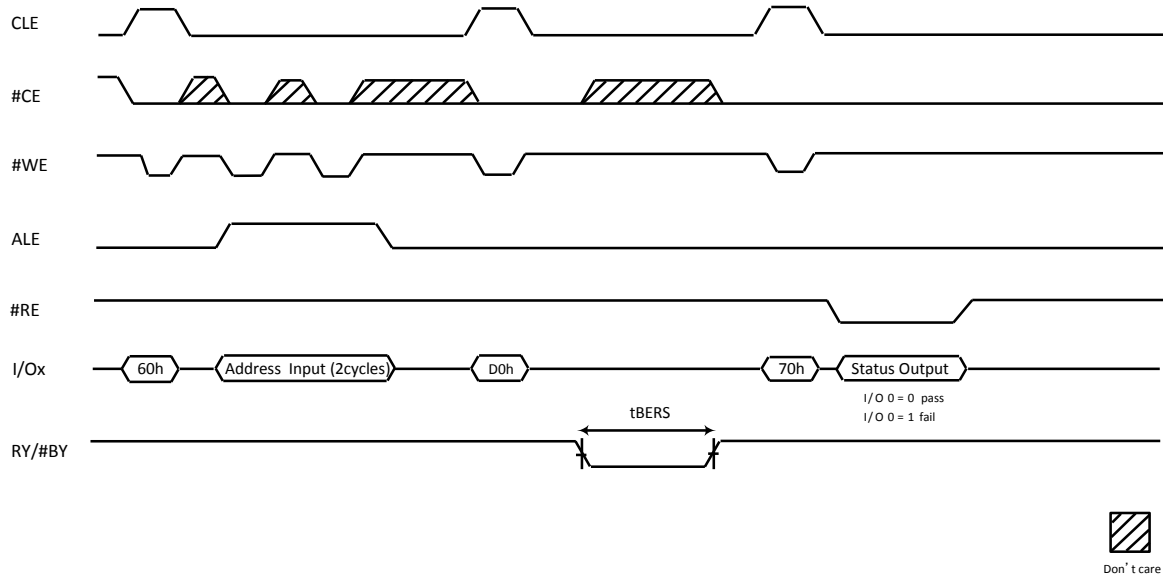 CLE
#CE
#WE
ALE
#RE
I/Ox 60h Address Input (2cycles) D0h 70h Status Output
I/O 0 = 0 pass
I/O 0 = 1 fail
tBERS
RY/#BY
Don't care